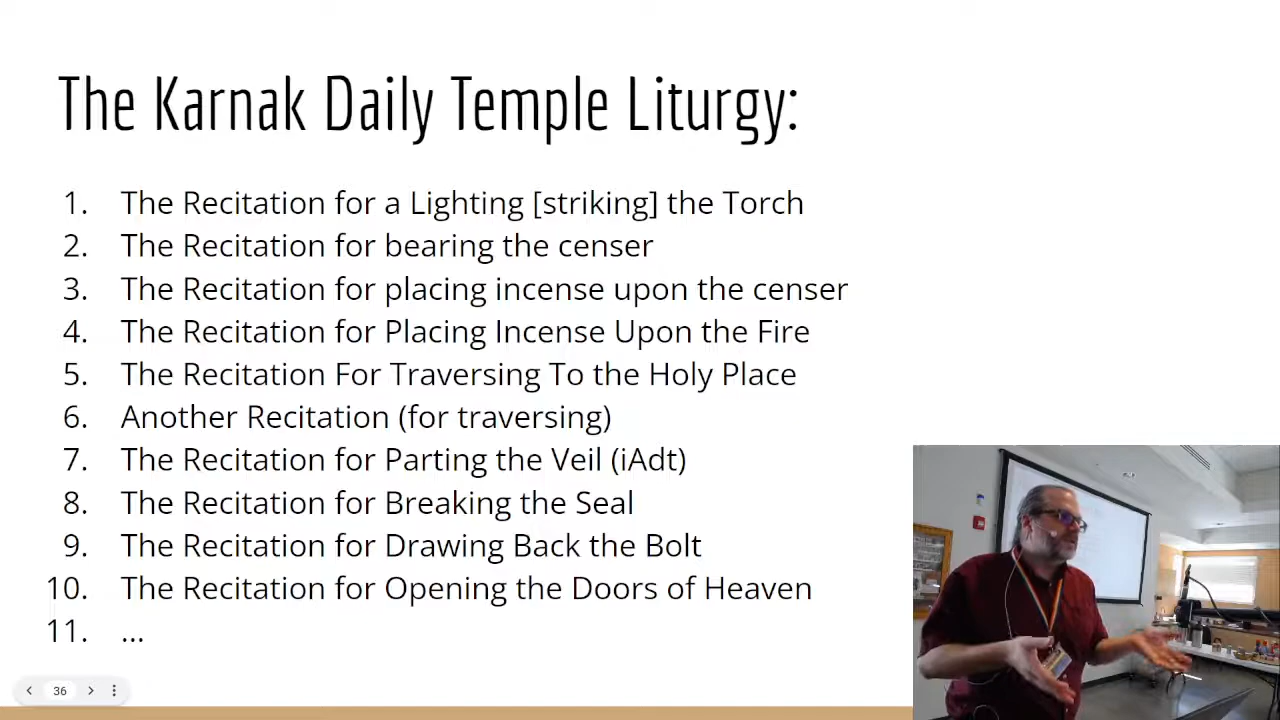 The Karnak Daily Temple Liturgy:
1. The Recitation for a Lighting [striking] the Torch
2. The Recitation for bearing the censer
3. The Recitation for placing incense upon the censer
4. The Recitation for Placing Incense Upon the Fire
5. The Recitation For Traversing To the Holy Place
6. Another Recitation (for traversing)
7. The Recitation for Parting the Veil (iAdt)
8. The Recitation for Breaking the Seal
9. The Recitation for Drawing Back the Bolt
10. The Recitation for Opening the Doors of Heaven
11. ...
36